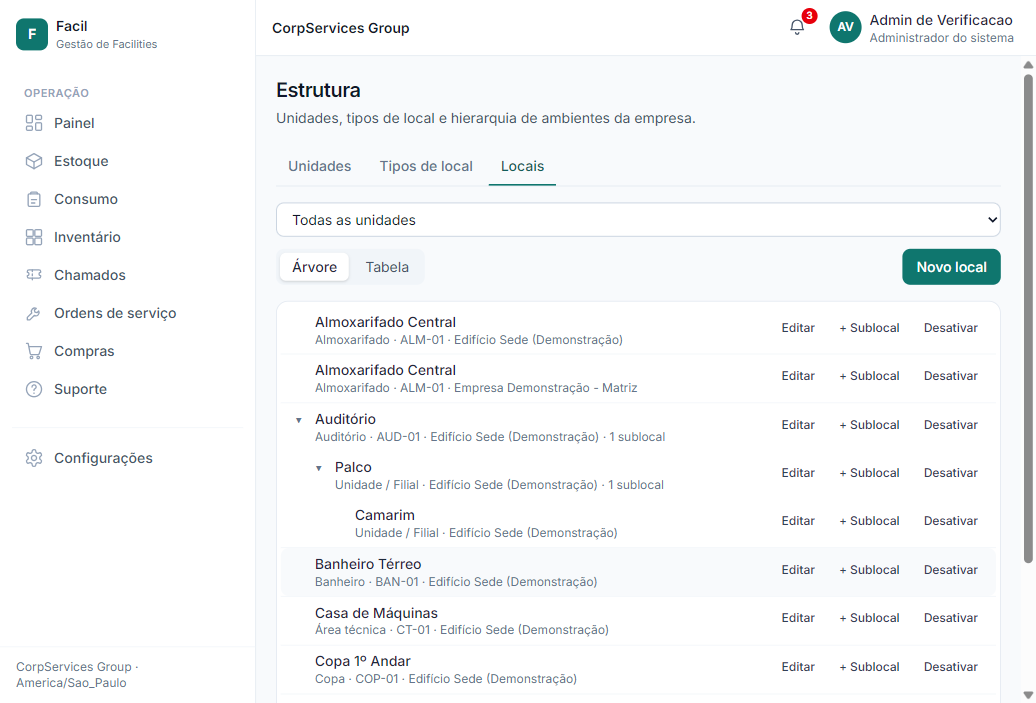 F
Facil
Gestão de Facilities
OPERAÇÃO
Painel
Estoque
Consumo
Inventário
Chamados
Ordens de serviço
Compras
Suporte
Configurações
CorpServices Group ·
America/Sao_Paulo
CorpServices Group
3
AV
Admin de Verificacao
Administrador do sistema
Estrutura
Unidades, tipos de local e hierarquia de ambientes da empresa.
Unidades Tipos de local Locais
Todas as unidades
Árvore Tabela Novo local
Almoxarifado Central
Almoxarifado · ALM-01 · Edifício Sede (Demonstração)
Editar + Sublocal Desativar
Almoxarifado Central
Almoxarifado · ALM-01 · Empresa Demonstração - Matriz
Editar + Sublocal Desativar
Auditório
Auditório · AUD-01 · Edifício Sede (Demonstração) · 1 sublocal
Editar + Sublocal Desativar
Palco
Unidade / Filial · Edifício Sede (Demonstração) · 1 sublocal
Editar + Sublocal Desativar
Camarim
Unidade / Filial · Edifício Sede (Demonstração)
Editar + Sublocal Desativar
Banheiro Térreo
Banheiro · BAN-01 · Edifício Sede (Demonstração)
Editar + Sublocal Desativar
Casa de Máquinas
Área técnica · CT-01 · Edifício Sede (Demonstração)
Editar + Sublocal Desativar
Copa 1º Andar
Copa · COP-01 · Edifício Sede (Demonstração)
Editar + Sublocal Desativar